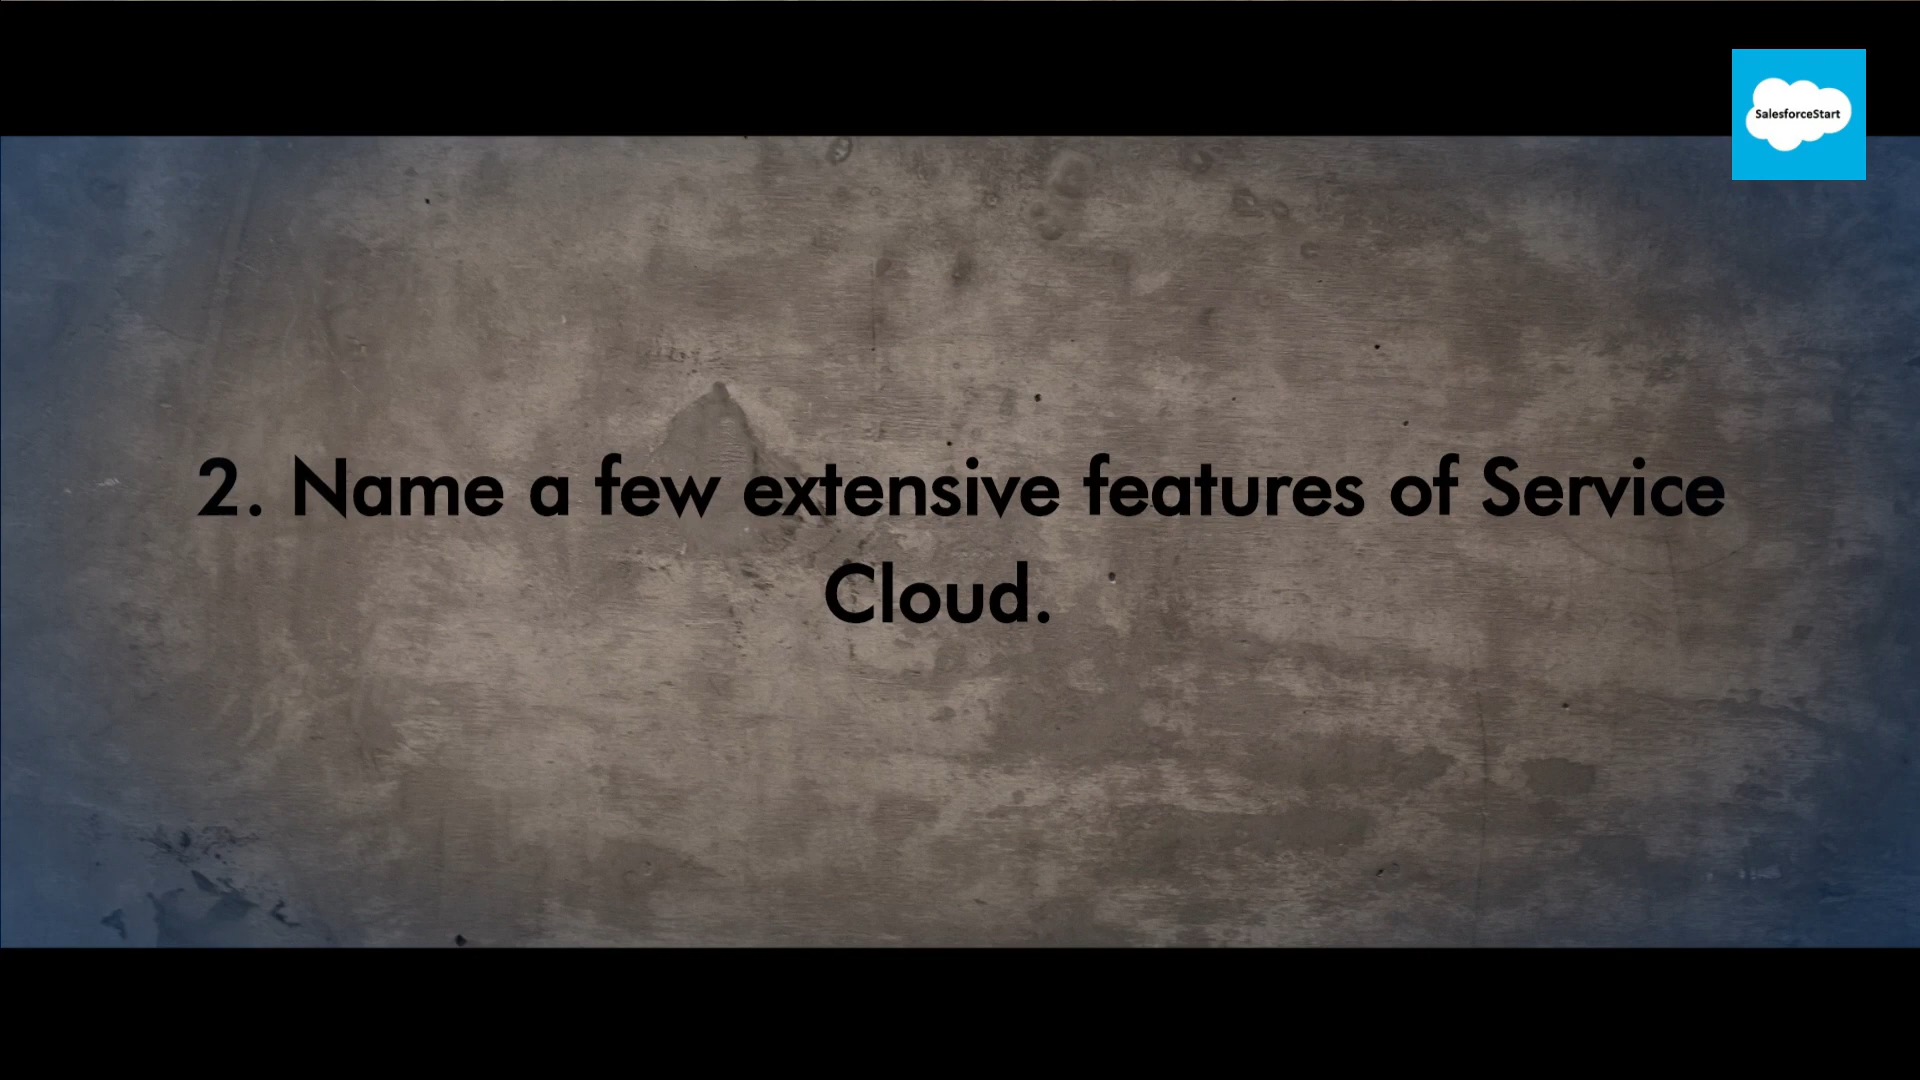 SalesforceStart
2. Name a few extensive features of Service
Cloud.